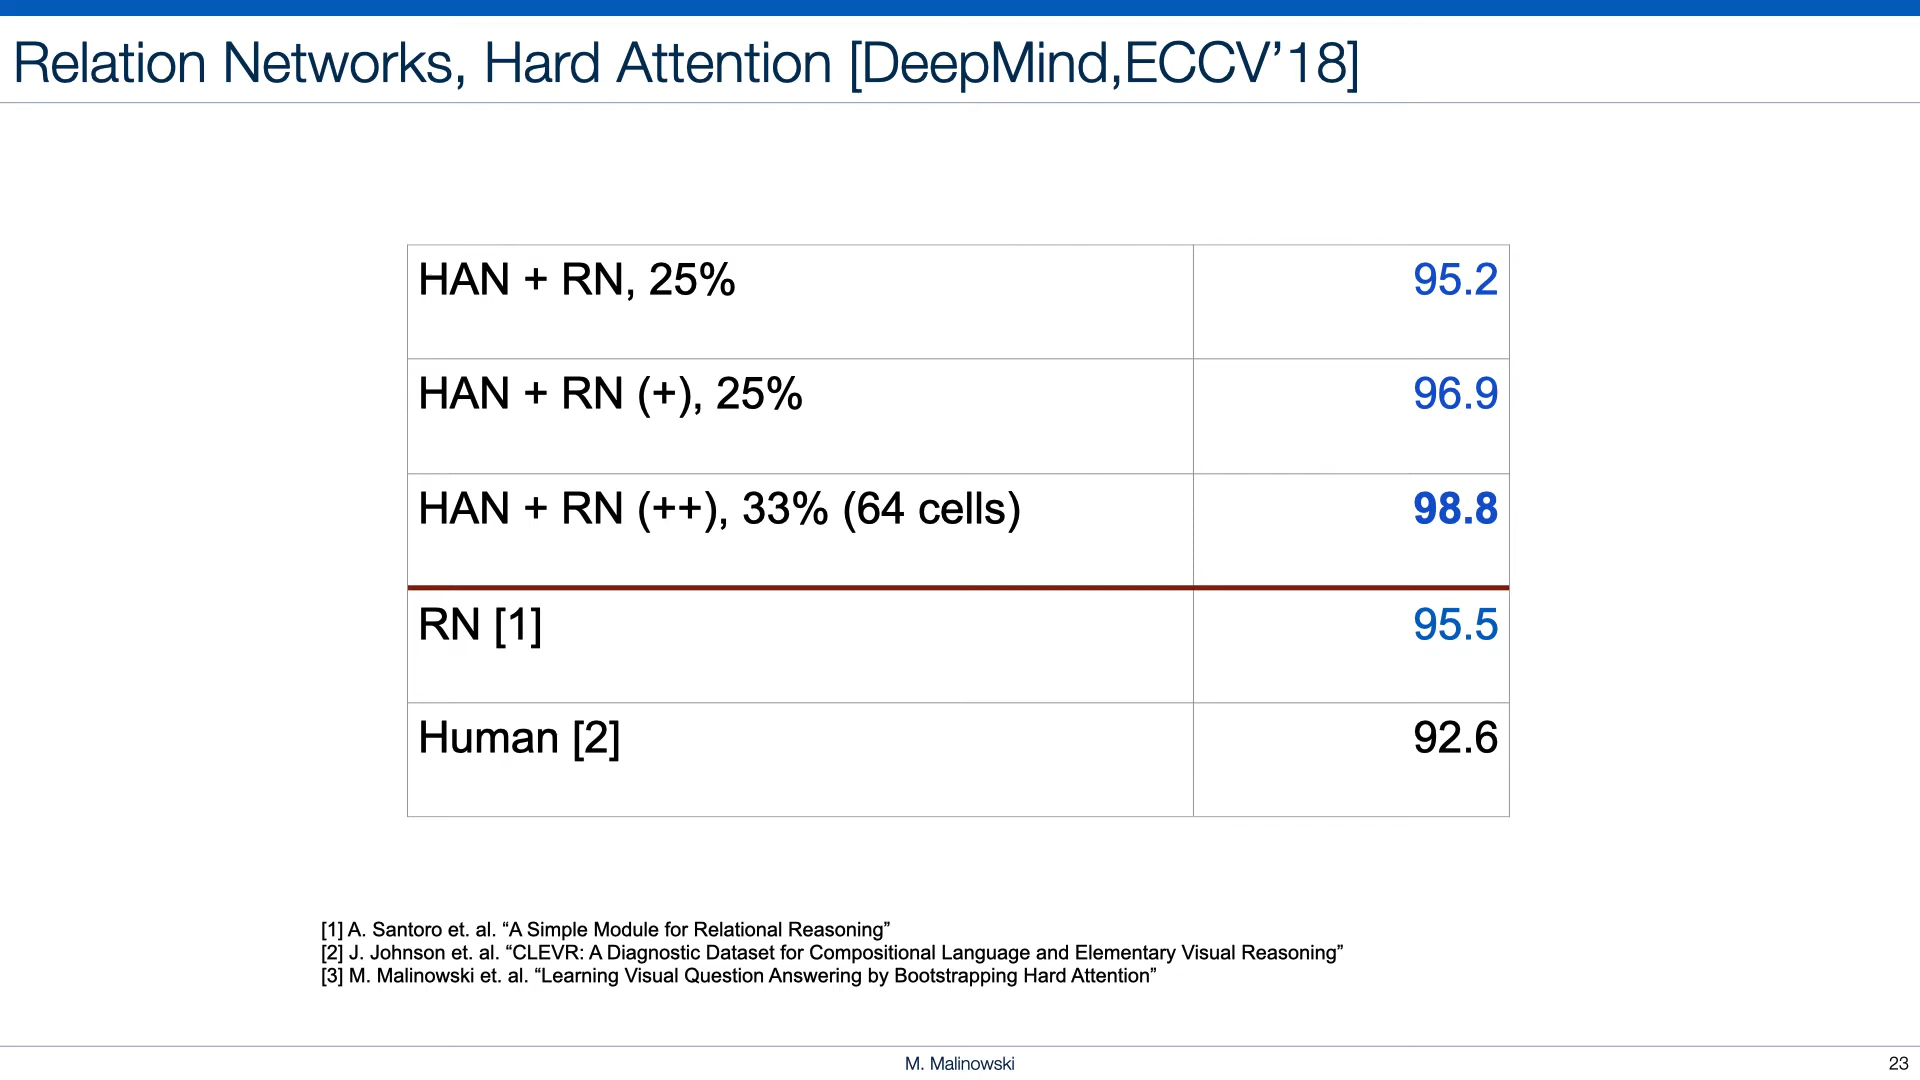 Relation Networks, Hard Attention [DeepMind,ECCV’18]
HAN + RN, 25% 95.2
HAN + RN (+), 25% 96.9
HAN + RN (++), 33% (64 cells) 98.8
RN [1] 95.5
Human [2] 92.6
[1] A. Santoro et. al. “A Simple Module for Relational Reasoning”
[2] J. Johnson et. al. “CLEVR: A Diagnostic Dataset for Compositional Language and Elementary Visual Reasoning”
[3] M. Malinowski et. al. “Learning Visual Question Answering by Bootstrapping Hard Attention”
M. Malinowski 23